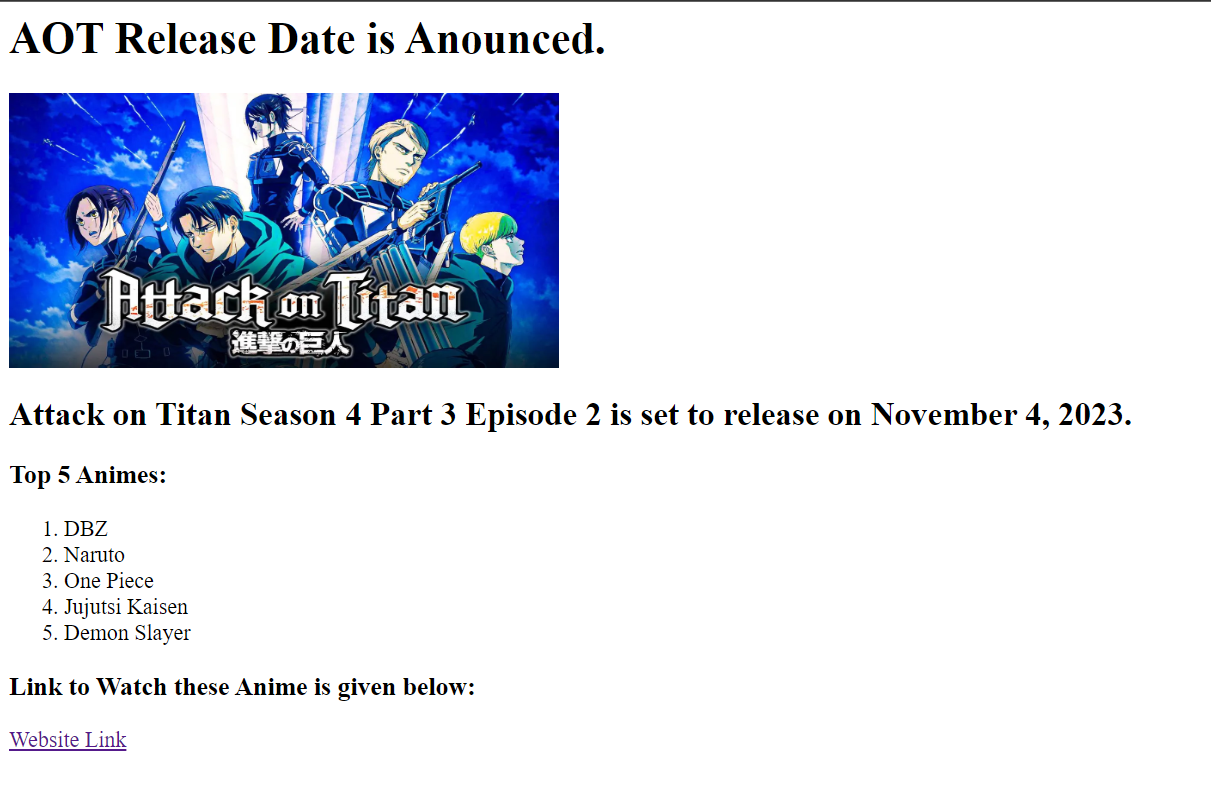 AOT Release Date is Anounced.
Attack on Titan
進撃の巨人
Attack on Titan Season 4 Part 3 Episode 2 is set to release on November 4, 2023.
Top 5 Animes:
1. DBZ
2. Naruto
3. One Piece
4. Jujutsi Kaisen
5. Demon Slayer
Link to Watch these Anime is given below:
Website Link